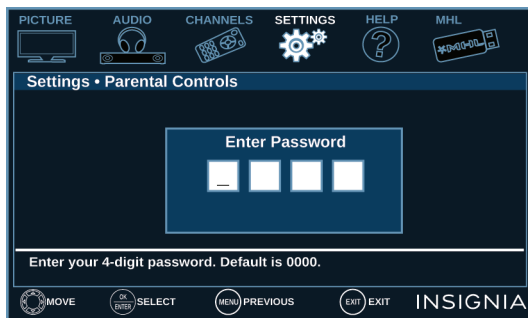 PICTURE AUDIO CHANNELS SETTINGS HELP MHL
MHL
Settings • Parental Controls
Enter Password
Enter your 4-digit password. Default is 0000.
MOVE OK ENTER SELECT MENU PREVIOUS EXIT EXIT INSIGNIA